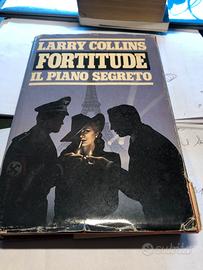 LARRY COLLINS
FORTITUDE
IL PIANO SEGRETO
subito